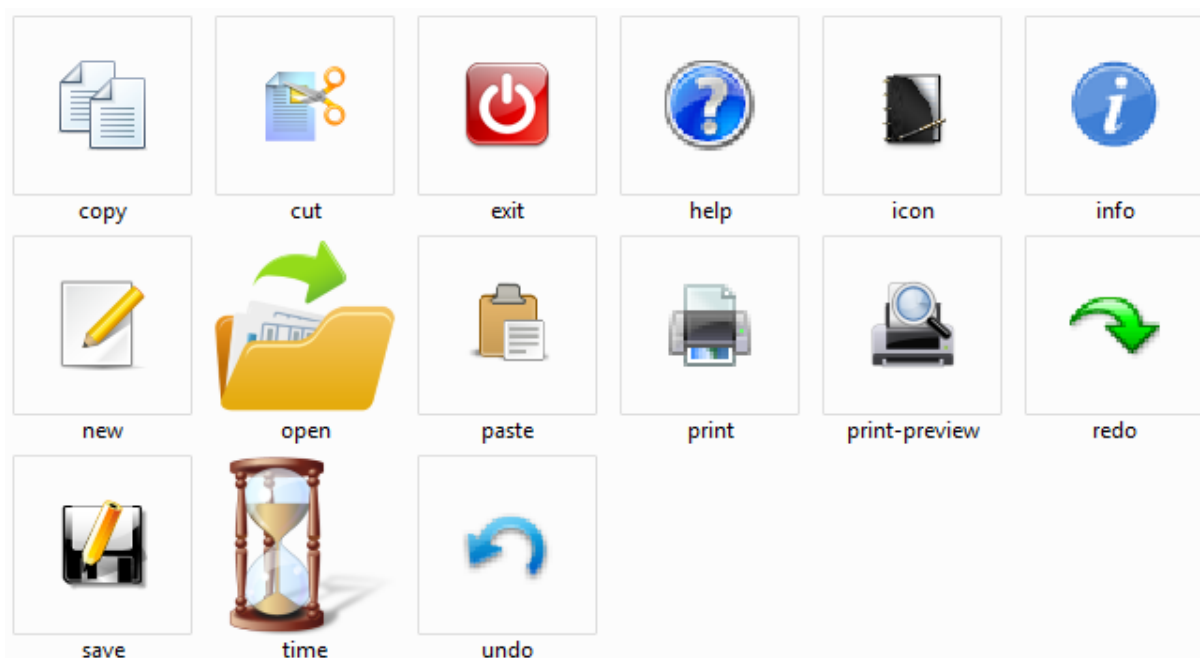 copy
cut
exit
help
icon
info
new
open
paste
print
print-preview
redo
save
time
undo